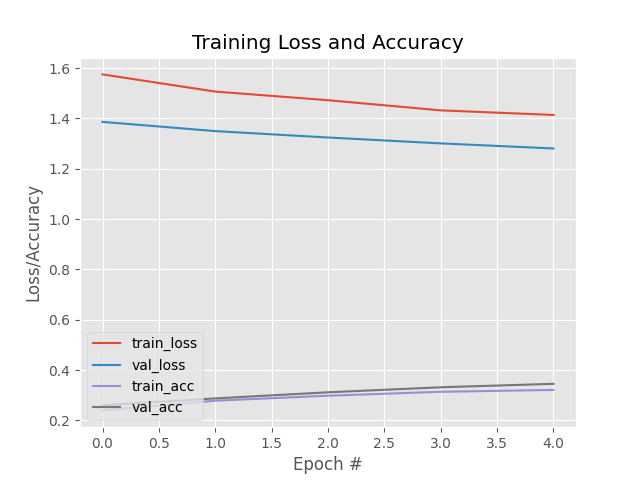 Training Loss and Accuracy
1.6
1.4
1.2
1.0
0.8
0.6
0.4
0.2
Loss/Accuracy
train_loss
val_loss
train_acc
val_acc
0.0 0.5 1.0 1.5 2.0 2.5 3.0 3.5 4.0
Epoch #